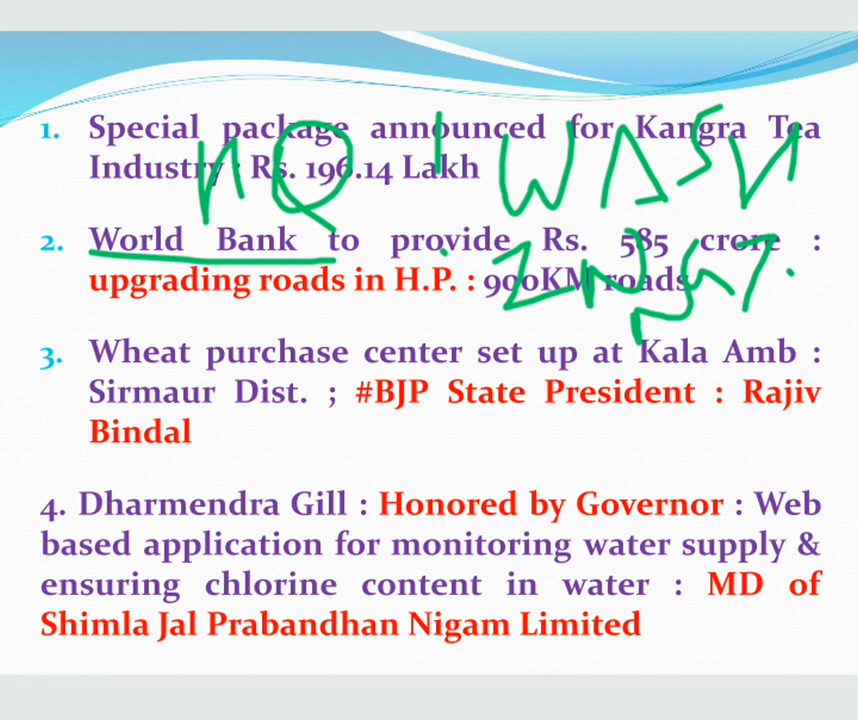 1. Special package announced for Kangra Tea
Industry : Rs. 196.14 Lakh
HQ : WASH
INGT.
2. World Bank to provide Rs. 585 crore :
upgrading roads in H.P. : 900KM roads
3. Wheat purchase center set up at Kala Amb :
Sirmaur Dist. ; #BJP State President : Rajiv
Bindal
4. Dharmendra Gill : Honored by Governor : Web
based application for monitoring water supply &
ensuring chlorine content in water : MD of
Shimla Jal Prabandhan Nigam Limited